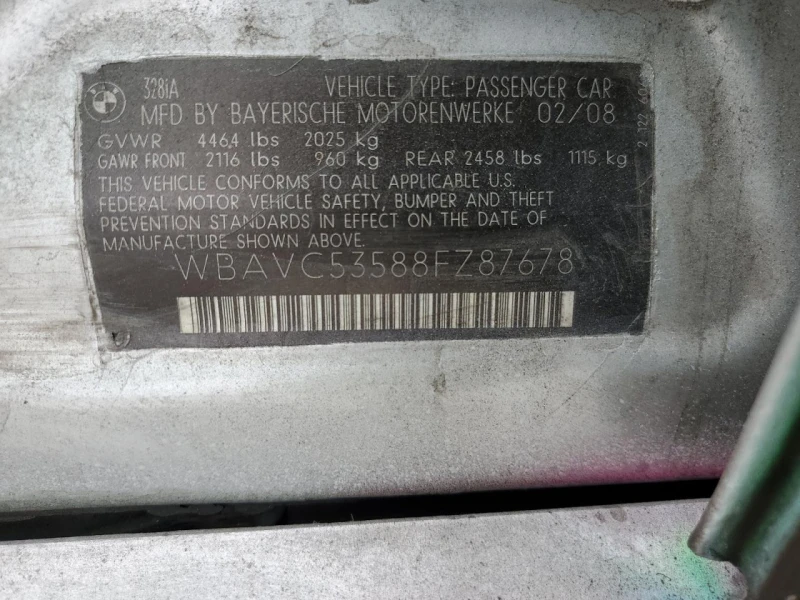 328iA VEHICLE TYPE: PASSENGER CAR
MFD BY BAYERISCHE MOTORENWERKE 02/08
GVWR 4464 lbs 2025 kg
GAWR FRONT 2116 lbs 960 kg REAR 2458 lbs 1115 kg
THIS VEHICLE CONFORMS TO ALL APPLICABLE U.S.
FEDERAL MOTOR VEHICLE SAFETY, BUMPER AND THEFT
PREVENTION STANDARDS IN EFFECT ON THE DATE OF
MANUFACTURE SHOWN ABOVE.
WBAVC53588FZ87678
BMW